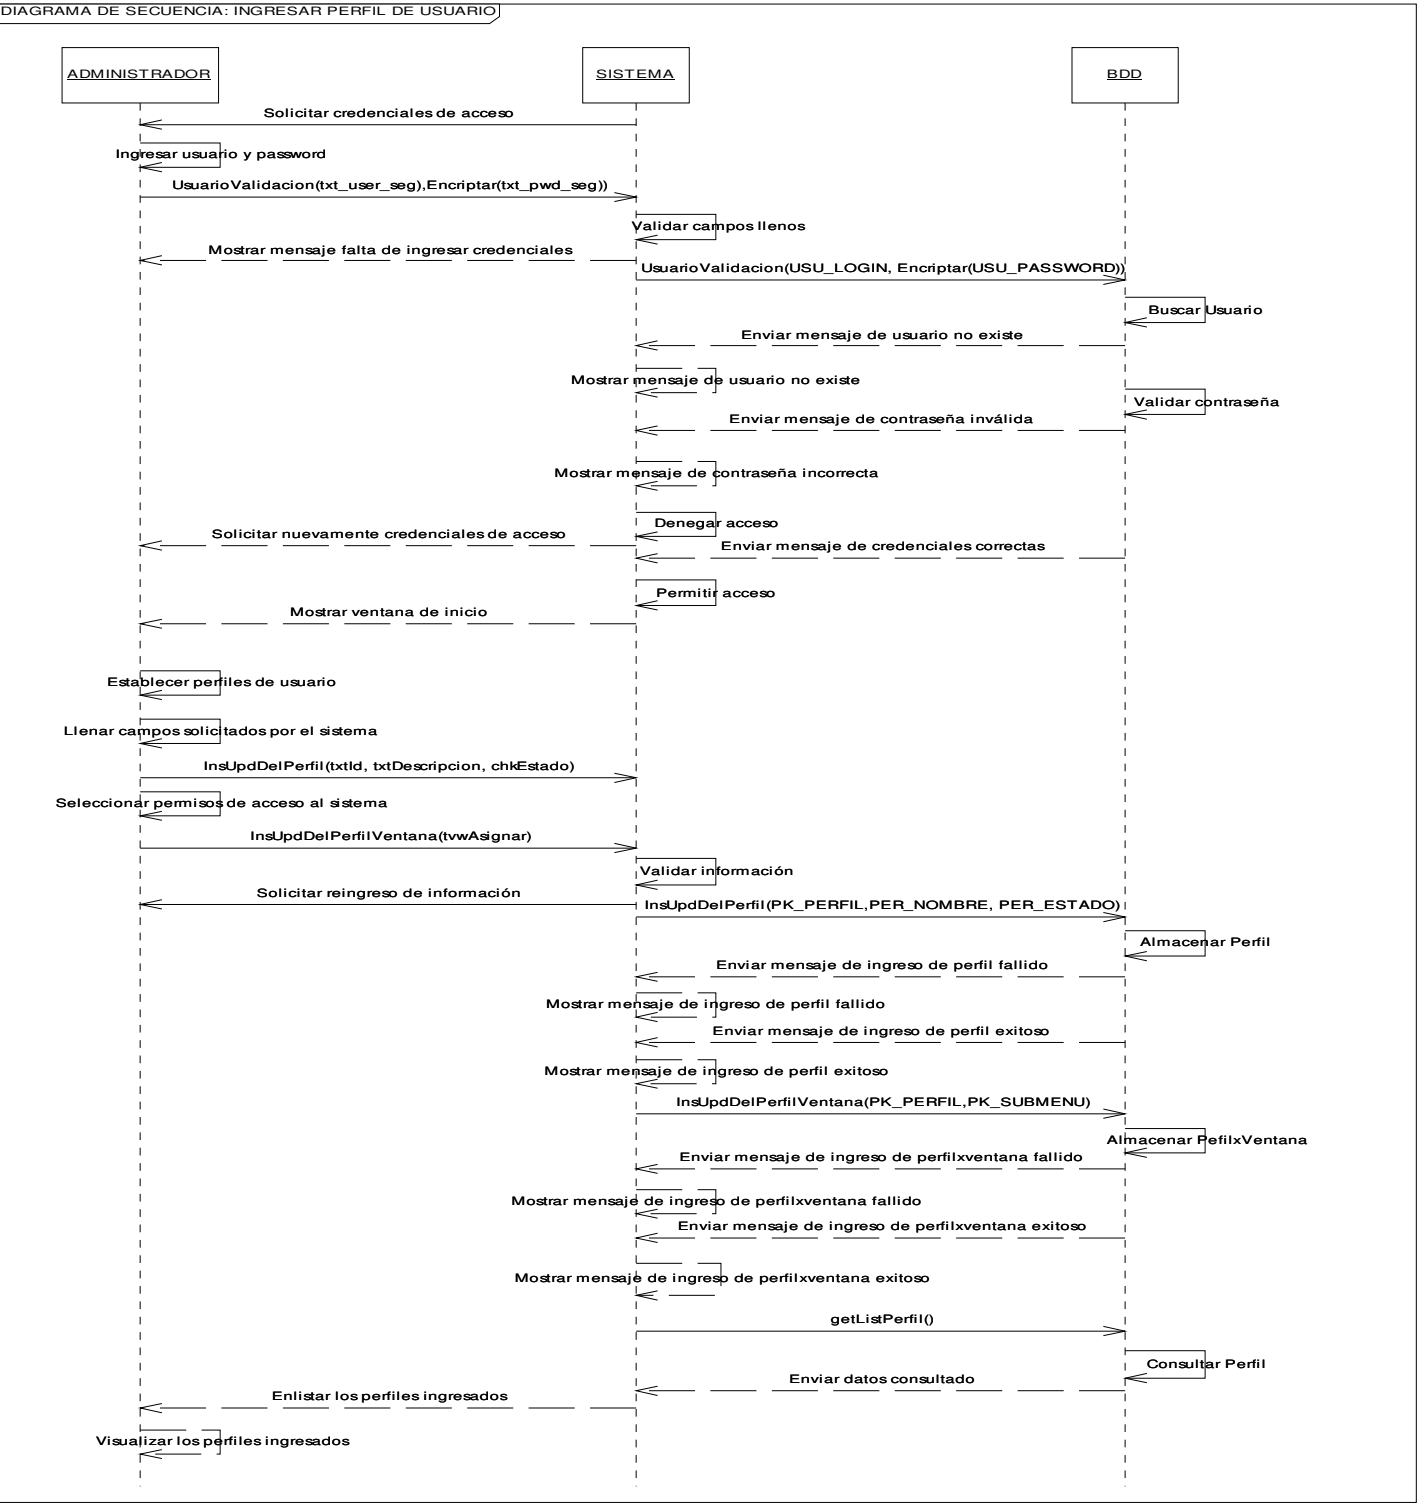 DIAGRAMA DE SECUENCIA: INGRESAR PERFIL DE USUARIO
ADMINISTRADOR
SISTEMA
BDD
Solicitar credenciales de acceso
Ingresar usuario y password
UsuarioValidacion(txt_user_seg),Encriptar(txt_pwd_seg))
Validar campos llenos
Mostrar mensaje falta de ingresar credenciales
UsuarioValidacion(USU_LOGIN, Encriptar(USU_PASSWORD))
Buscar Usuario
Enviar mensaje de usuario no existe
Mostrar mensaje de usuario no existe
Validar contraseña
Enviar mensaje de contraseña inválida
Mostrar mensaje de contraseña incorrecta
Denegar acceso
Solicitar nuevamente credenciales de acceso
Enviar mensaje de credenciales correctas
Permitir acceso
Mostrar ventana de inicio
Establecer perfiles de usuario
Llenar campos solicitados por el sistema
InsUpdDelPerfil(txtId, txtDescripcion, chkEstado)
Seleccionar permisos de acceso al sistema
InsUpdDelPerfilVentana(tvwAsignar)
Validar información
Solicitar reingreso de información
InsUpdDelPerfil(PK_PERFIL,PER_NOMBRE, PER_ESTADO)
Almacenar Perfil
Enviar mensaje de ingreso de perfil fallido
Mostrar mensaje de ingreso de perfil fallido
Enviar mensaje de ingreso de perfil exitoso
Mostrar mensaje de ingreso de perfil exitoso
InsUpdDelPerfilVentana(PK_PERFIL,PK_SUBMENU)
Almacenar PefilxVentana
Enviar mensaje de ingreso de perfilxventana fallido
Mostrar mensaje de ingreso de perfilxventana fallido
Enviar mensaje de ingreso de perfilxventana exitoso
Mostrar mensaje de ingreso de perfilxventana exitoso
getListPerfil()
Consultar Perfil
Enviar datos consultado
Enlistar los perfiles ingresados
Visualizar los perfiles ingresados